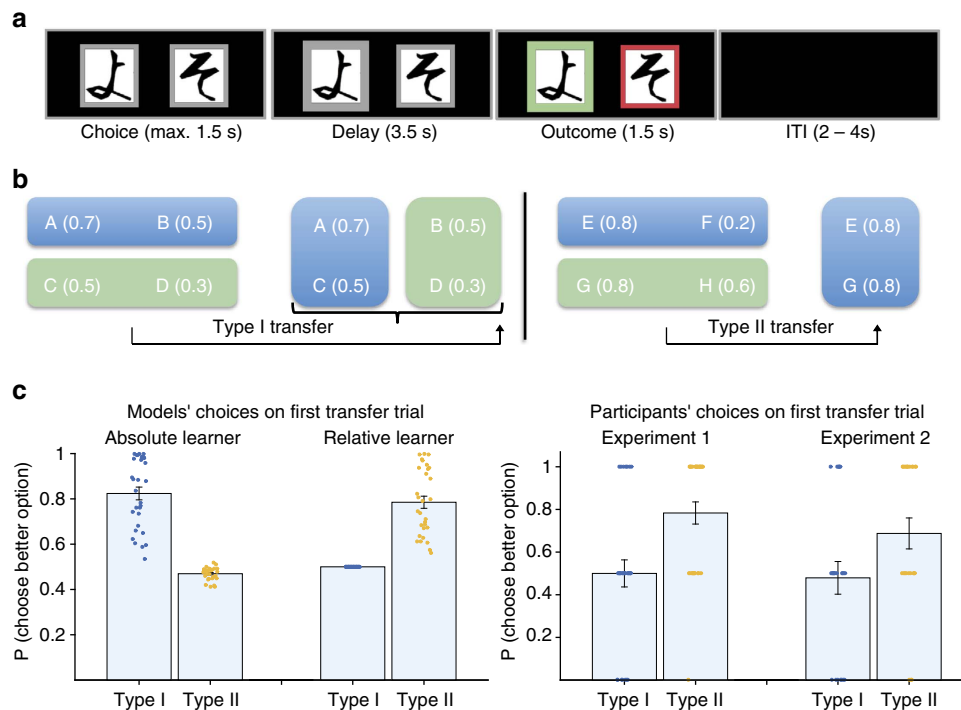 a
よ そ よ そ よ そ
Choice (max. 1.5 s) Delay (3.5 s) Outcome (1.5 s) ITI (2 – 4s)
b
A (0.7) B (0.5) A (0.7) B (0.5) E (0.8) F (0.2) E (0.8)
C (0.5) D (0.3) C (0.5) D (0.3) G (0.8) H (0.6) G (0.8)
Type I transfer Type II transfer
c
Models' choices on first transfer trial Participants' choices on first transfer trial
Absolute learner Relative learner Experiment 1 Experiment 2
P (choose better option) P (choose better option)
1 1
0.8 0.8
0.6 0.6
0.4 0.4
0.2 0.2
Type I Type II Type I Type II Type I Type II Type I Type II